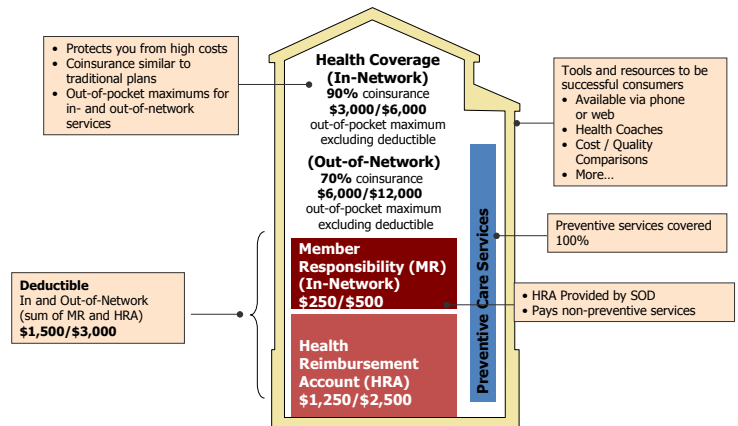 • Protects you from high costs
• Coinsurance similar to
traditional plans
• Out-of-pocket maximums for
in- and out-of-network
services
Health Coverage
(In-Network)
90% coinsurance
$3,000/$6,000
out-of-pocket maximum
excluding deductible
(Out-of-Network)
70% coinsurance
$6,000/$12,000
out-of-pocket maximum
excluding deductible
Tools and resources to be
successful consumers
• Available via phone
or web
• Health Coaches
• Cost / Quality
Comparisons
• More…
Preventive Care Services
Preventive services covered
100%
Member
Responsibility (MR)
(In-Network)
$250/$500
• HRA Provided by SOD
• Pays non-preventive services
Deductible
In and Out-of-Network
(sum of MR and HRA)
$1,500/$3,000
Health
Reimbursement
Account (HRA)
$1,250/$2,500